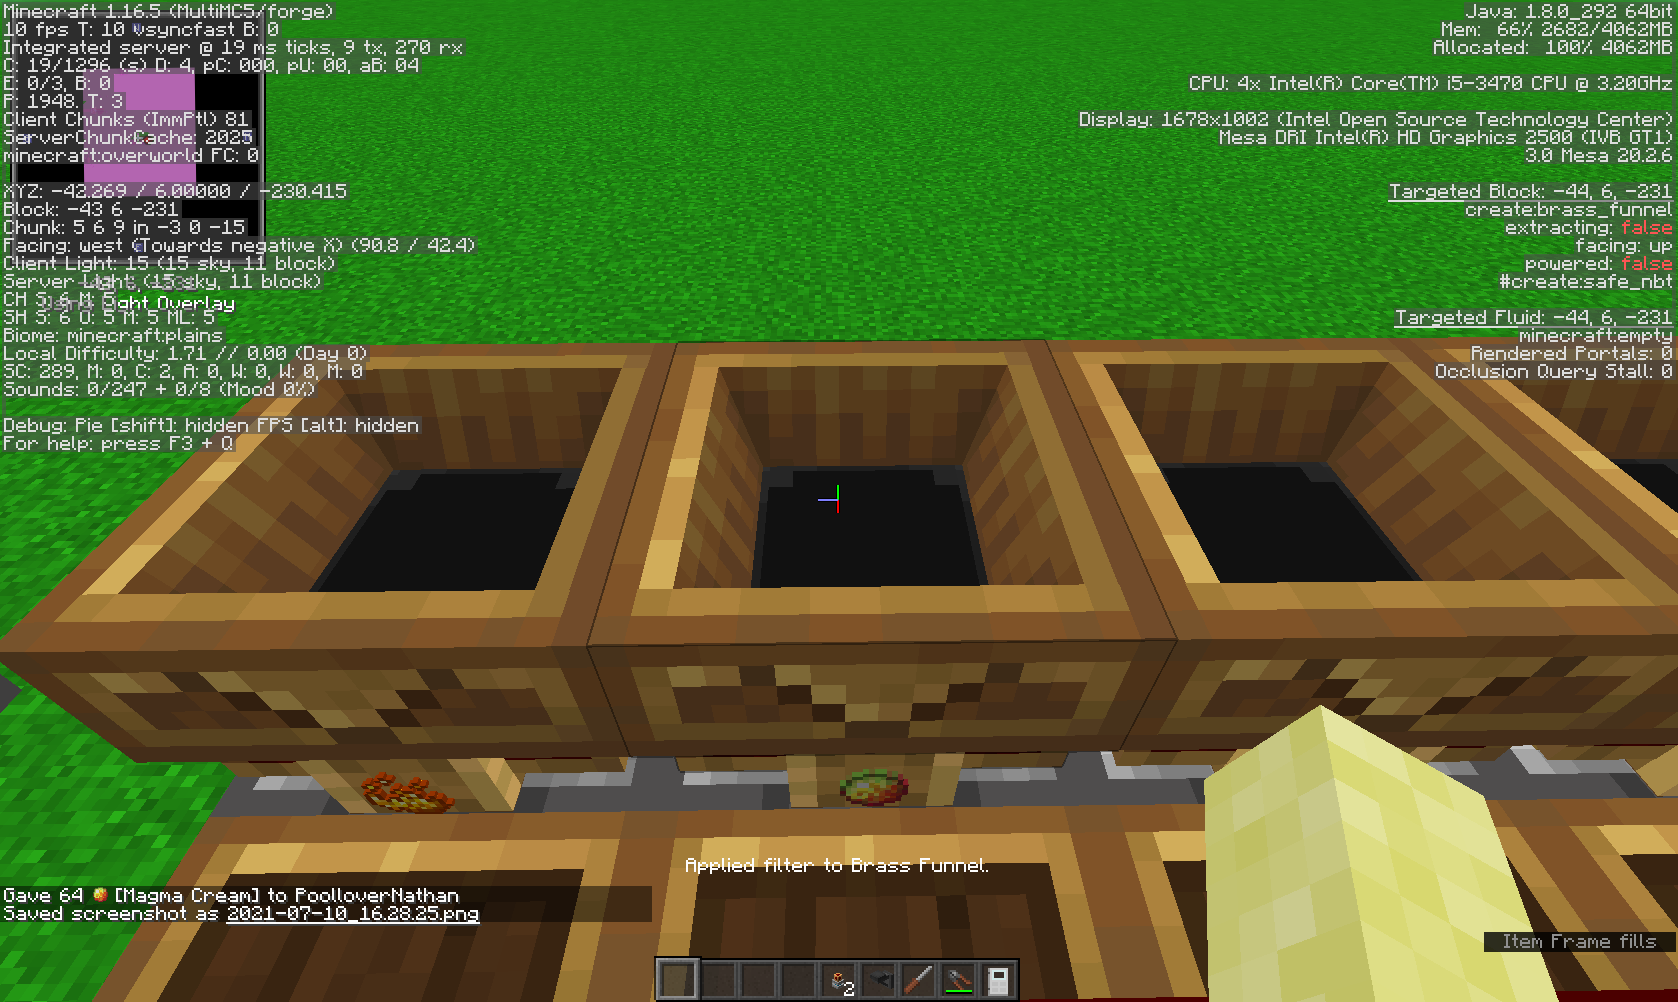 Minecraft 1.16.5 (MultiMC5/forge)
10 fps T: 10 vsyncfast B: 0
Integrated server @ 19 ms ticks, 9 tx, 270 rx
C: 19/1296 (s) D: 4, pC: 000, pU: 00, aB: 04
E: 0/3, B: 0
P: 1948. T: 3
Client Chunks (ImmPtl) 81
ServerChunkCache: 2025
minecraft:overworld FC: 0
XYZ: -42.269 / 6.00000 / -230.415
Block: -43 6 -231
Chunk: 5 6 9 in -3 0 -15
Facing: west (Towards negative X) (90.8 / 42.4)
Client Light: 15 (15 sky, 11 block)
Server Light: (15 sky, 11 block)
CH S: 6 M: 5
Light Overlay
SH S: 6 O: 5 M: 5 ML: 5
Biome: minecraft:plains
Local Difficulty: 1.71 // 0.00 (Day 0)
SC: 289, M: 0, C: 2, A: 0, W: 0, W: 0, M: 0
Sounds: 0/247 + 0/8 (Mood 0%)
Debug: Pie [shift]: hidden FPS [alt]: hidden
For help: press F3 + Q
Java: 1.8.0_292 64bit
Mem: 66% 2682/4062MB
Allocated: 100% 4062MB
CPU: 4x Intel(R) Core(TM) i5-3470 CPU @ 3.20GHz
Display: 1678x1002 (Intel Open Source Technology Center)
Mesa DRI Intel(R) HD Graphics 2500 (IVB GT1)
3.0 Mesa 20.2.6
Targeted Block: -44, 6, -231
create:brass_funnel
extracting: false
facing: up
powered: false
#create:safe_nbt
Targeted Fluid: -44, 6, -231
minecraft:empty
Rendered Portals: 0
Occlusion Query Stall: 0
Applied filter to Brass Funnel.
Gave 64 [Magma Cream] to PoolloverNathan
Saved screenshot as 2021-07-10_16.28.25.png
Item Frame fills
2